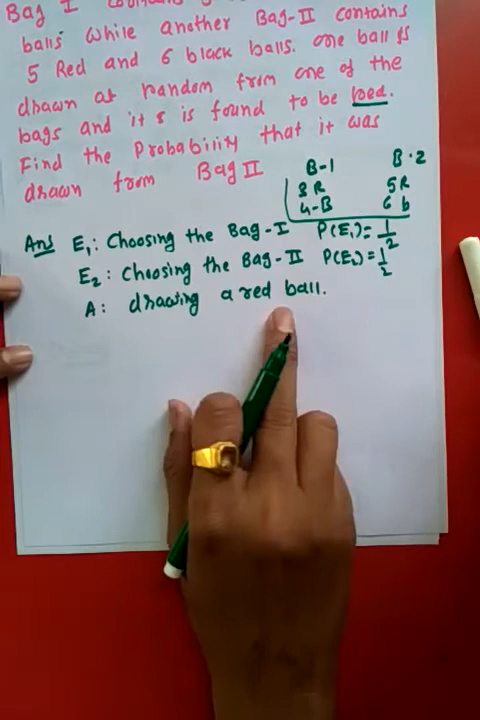 Bag I
balls while another Bag-II contains
5 Red and 6 black balls. one ball is
drawn at random from one of the
bags and it s is found to be red.
Find the Probability that it was
drawn from Bag II
B-1 B-2
3 R 5R
4-B 6 b
Ans E₁: Choosing the Bag-I P(E₁)= 1/2
E₂: Choosing the Bag-II P(E₂)= 1/2
A: drawing a red ball.